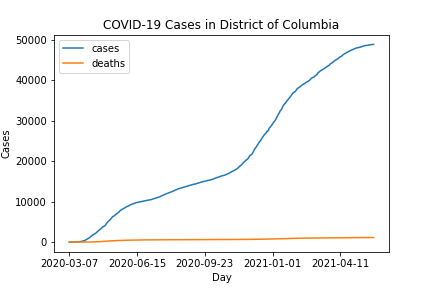 COVID-19 Cases in District of Columbia
cases
deaths
50000
40000
30000
20000
10000
0
Cases
2020-03-07 2020-06-15 2020-09-23 2021-01-01 2021-04-11
Day